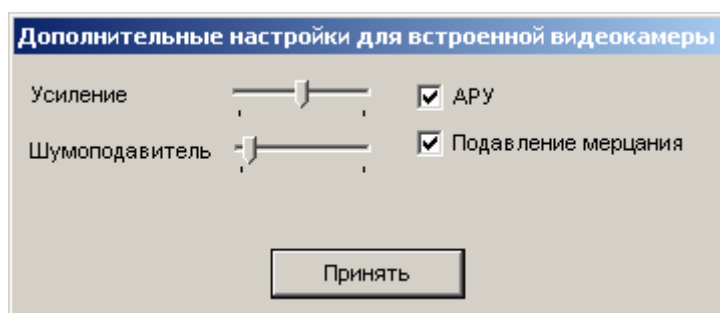 Дополнительные настройки для встроенной видеокамеры
Усиление
АРУ
Шумоподавитель
Подавление мерцания
Принять